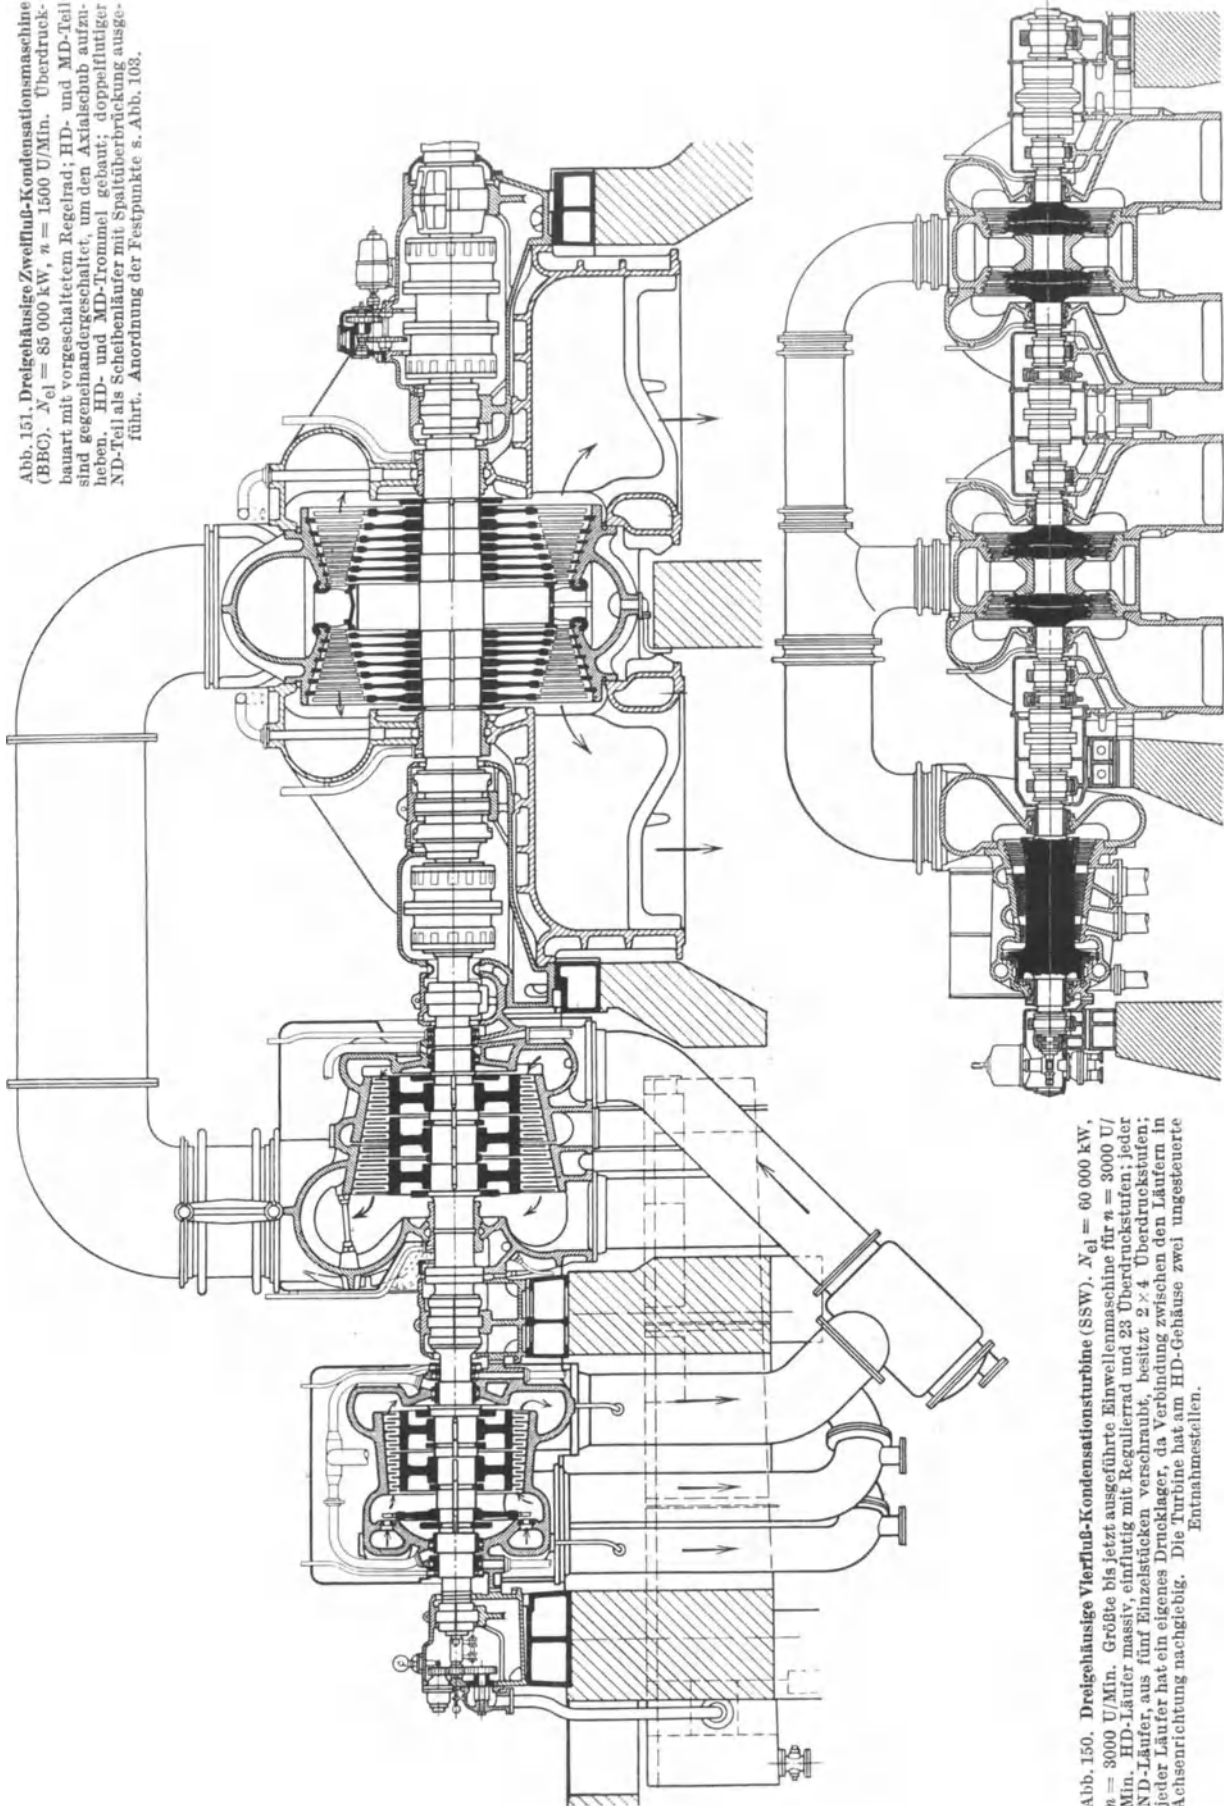 Abb. 151. Dreigehäusige Zweifluß-Kondensationsmaschine
(BBC). Nel = 85 000 kW, n = 1500 U/Min. Überdruck-
bauart mit vorgeschaltetem Regelrad; HD- und MD-Teil
sind gegeneinandergeschaltet, um den Axialschub aufzu-
heben. HD- und MD-Trommel gebaut; doppelflutiger
ND-Teil als Scheibenläufer mit Spaltüberbrückung ausge-
führt. Anordnung der Festpunkte s. Abb. 103.
Abb. 150. Dreigehäusige Vierfluß-Kondensationsturbine (SSW). Nel = 60 000 kW,
n = 3000 U/Min. Größte bis jetzt ausgeführte Einwellenmaschine für n = 3000 U/
Min. HD-Läufer massiv, einflutig mit Regulierrad und 23 Überdruckstufen; jeder
ND-Läufer, aus fünf Einzelstücken verschraubt, besitzt 2×4 Überdruckstufen;
jeder Läufer hat ein eigenes Drucklager, da Verbindung zwischen den Läufern in
Achsenrichtung nachgiebig. Die Turbine hat am HD-Gehäuse zwei ungesteuerte
Entnahmestellen.